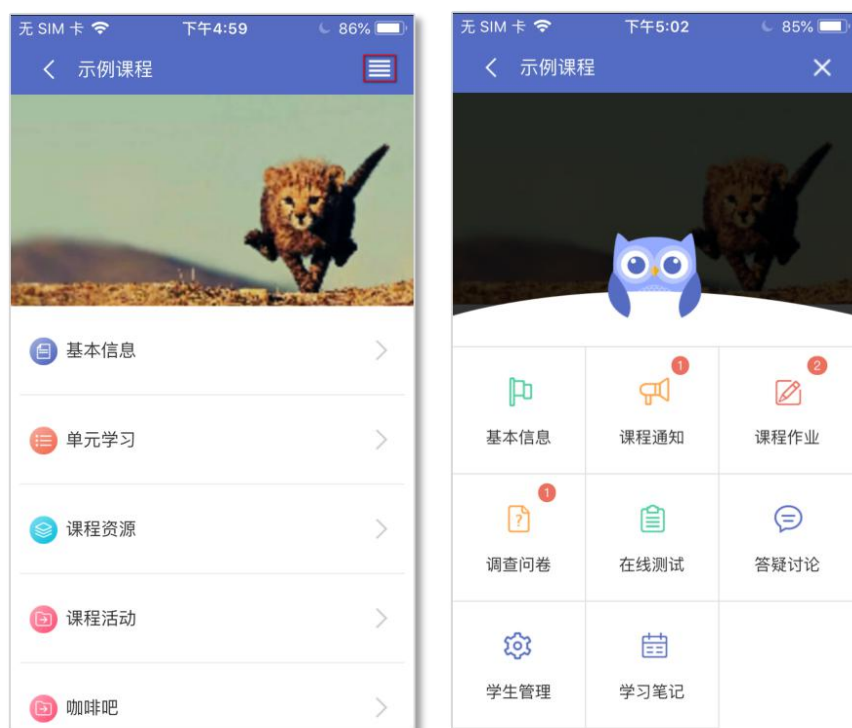 无 SIM 卡 下午4:59 86%
示例课程
基本信息
单元学习
课程资源
课程活动
咖啡吧
无 SIM 卡 下午5:02 85%
示例课程
1 2
基本信息 课程通知 课程作业
1
?
调查问卷 在线测试 答疑讨论
学生管理 学习笔记